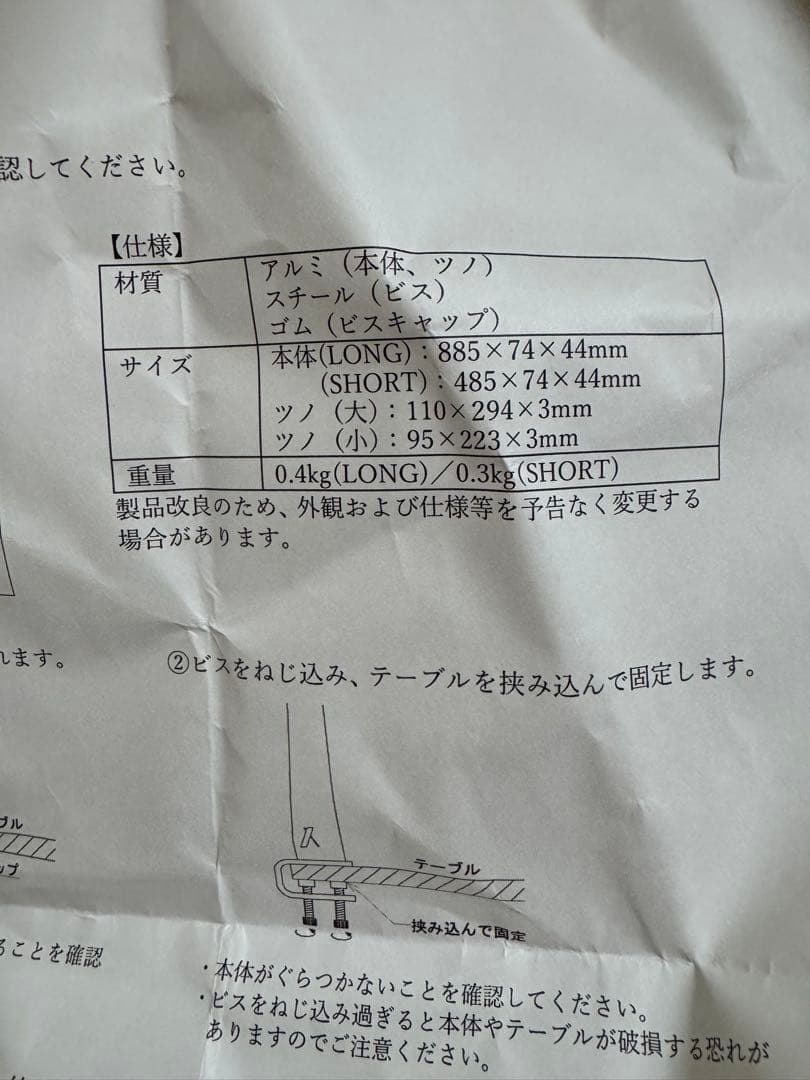 認してください。
【仕様】
材質
アルミ（本体、ツノ）
スチール（ビス）
ゴム（ビスキャップ）
サイズ
本体(LONG)：885×74×44mm
(SHORT)：485×74×44mm
ツノ（大）：110×294×3mm
ツノ（小）：95×223×3mm
重量
0.4kg(LONG)／0.3kg(SHORT)
製品改良のため、外観および仕様等を予告なく変更する
場合があります。
れます。
②ビスをねじ込み、テーブルを挟み込んで固定します。
ブル
ップ
テーブル
挟み込んで固定
ることを確認
・本体がぐらつかないことを確認してください。
・ビスをねじ込み過ぎると本体やテーブルが破損する恐れが
ありますのでご注意ください。